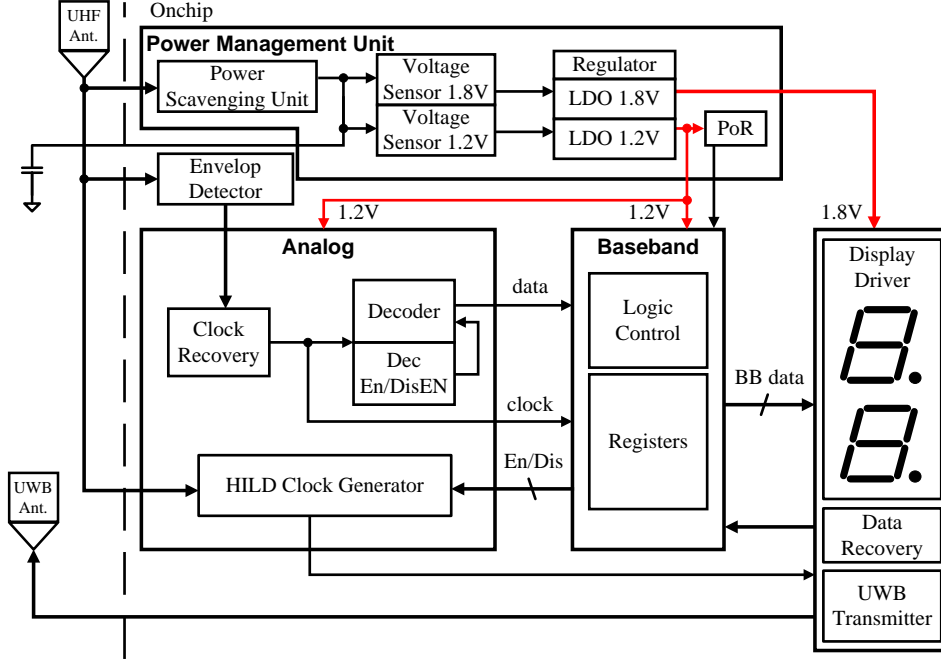 UHF
Ant.
Onchip
Power Management Unit
Power
Scavenging Unit
Voltage
Sensor 1.8V
Voltage
Sensor 1.2V
Regulator
LDO 1.8V
LDO 1.2V
PoR
Envelop
Detector
1.2V
1.2V
1.8V
Analog
Clock
Recovery
Decoder
Dec
En/DisEN
HILD Clock Generator
data
clock
En/Dis
Baseband
Logic
Control
Registers
BB data
Display
Driver
Data
Recovery
UWB
Transmitter
UWB
Ant.